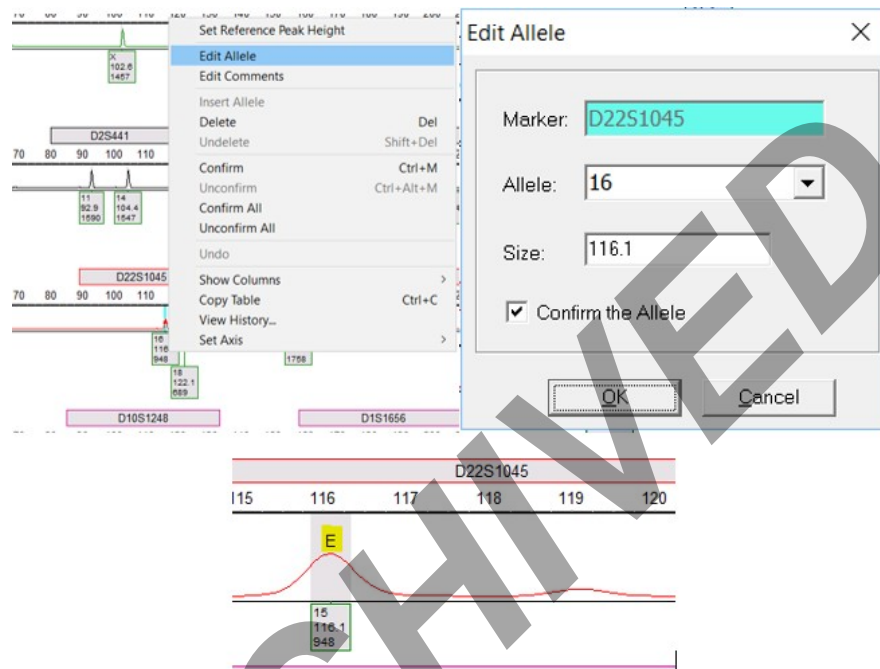 Set Reference Peak Height
Edit Allele
Edit Comments
Insert Allele
Delete Del
Undelete Shift+Del
Confirm Ctrl+M
Unconfirm Ctrl+Alt+M
Confirm All
Unconfirm All
Undo
Show Columns >
Copy Table Ctrl+C
View History...
Set Axis >
X
102.6
1467
D2S441
70 80 90 100 110
11
92.9
1590
14
104.4
1547
D22S1045
70 80 90 100 110
16
116
948
18
122.1
689
1758
D10S1248
D1S1656
Edit Allele
Marker: D22S1045
Allele: 16
Size: 116.1
Confirm the Allele
OK Cancel
D22S1045
115 116 117 118 119 120
E
15
116.1
948
CHIVED